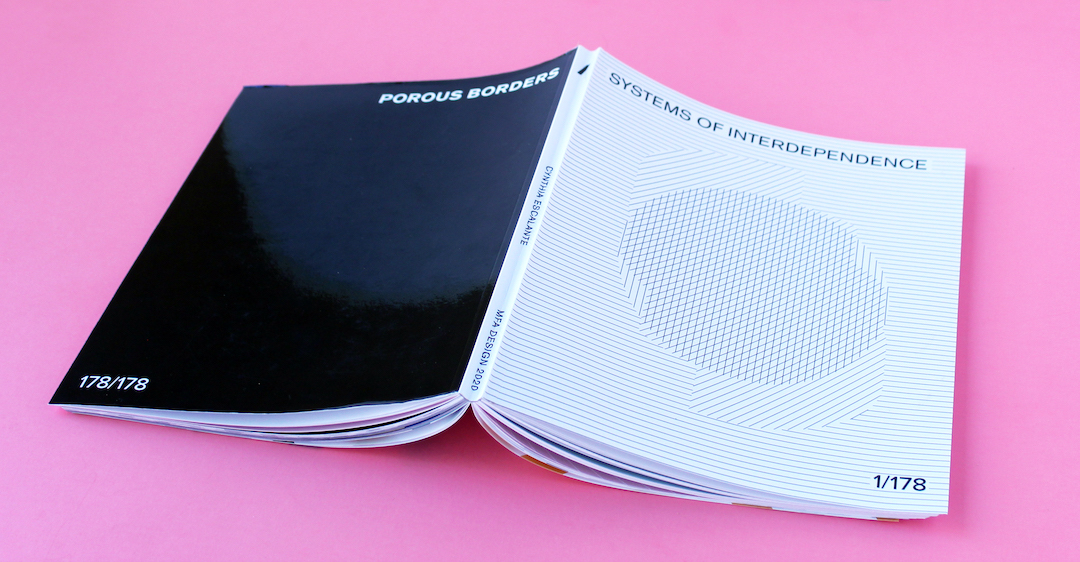 POROUS BORDERS
178/178
CYNTHIA ESCALANTE
MFA DESIGN 2020
SYSTEMS OF INTERDEPENDENCE
1/178